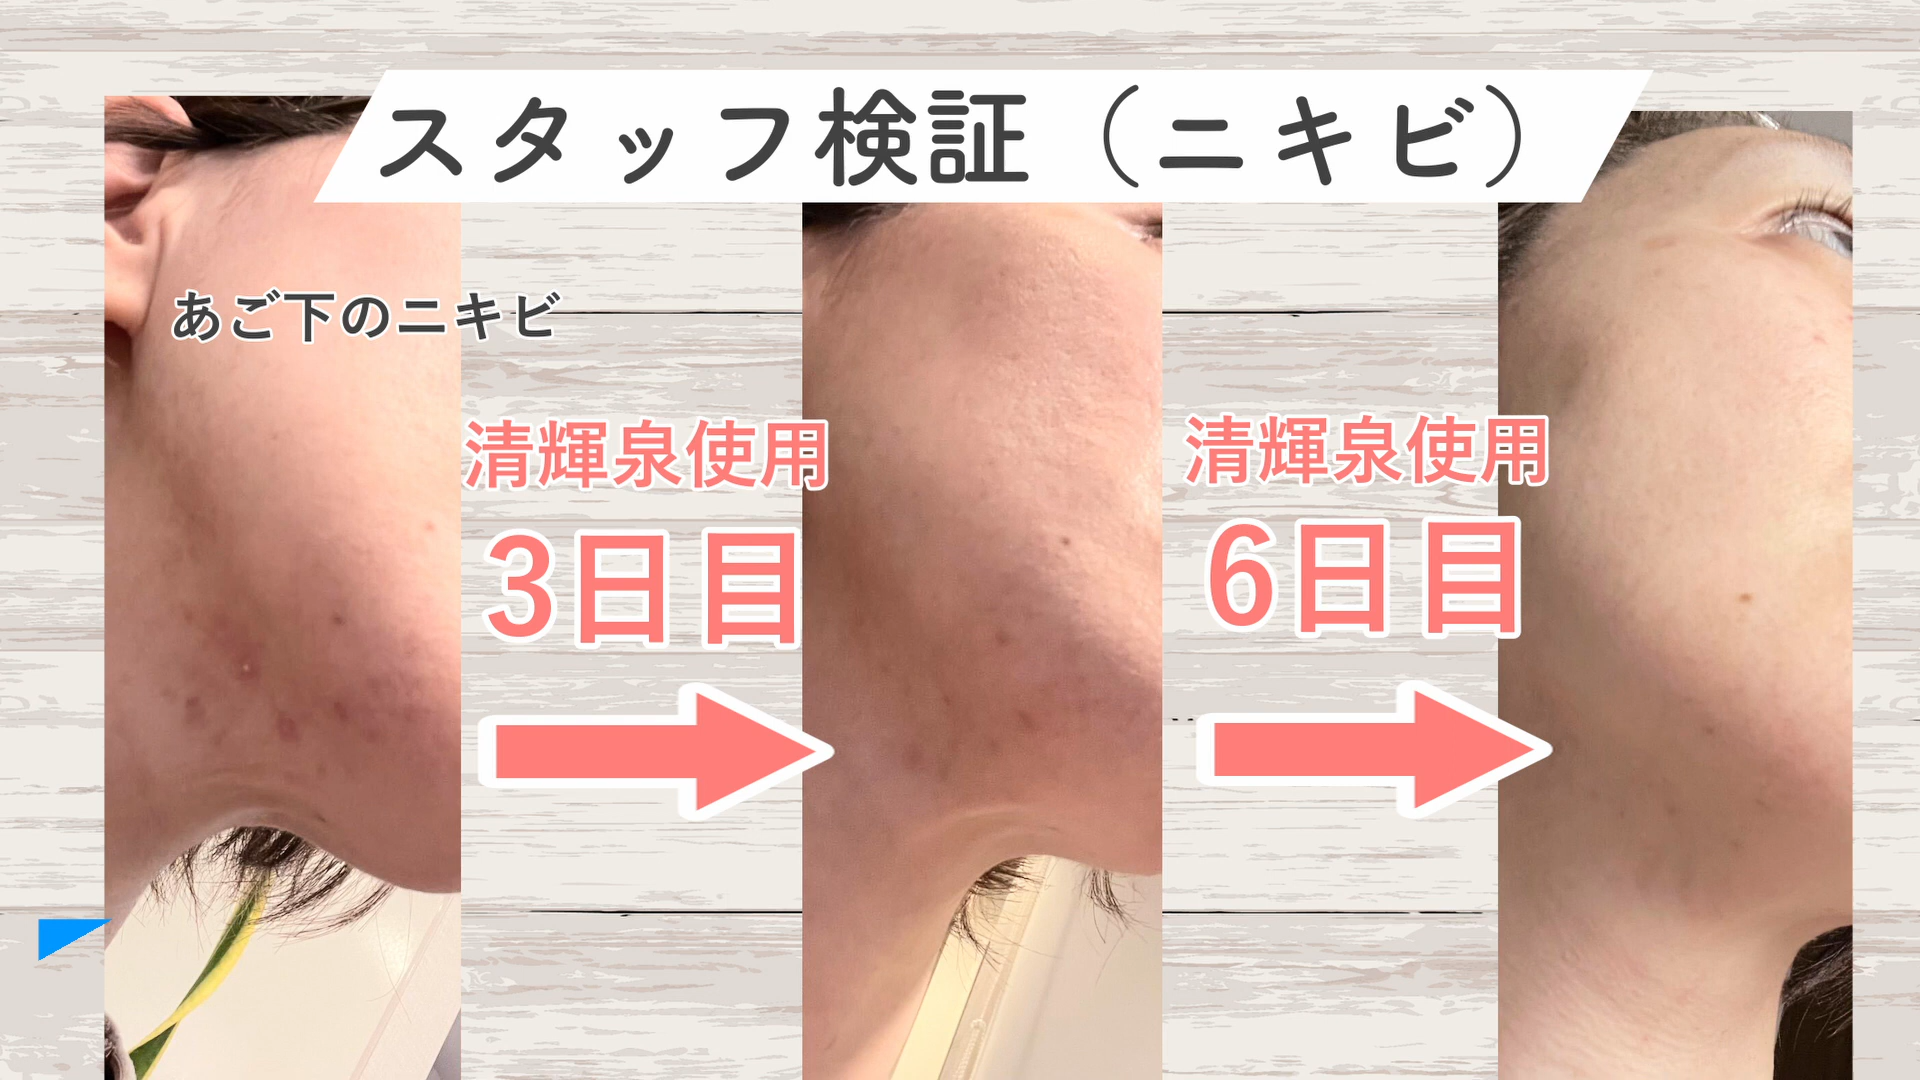 スタッフ検証（ニキビ）
あご下のニキビ
清輝泉使用
3日目
清輝泉使用
6日目